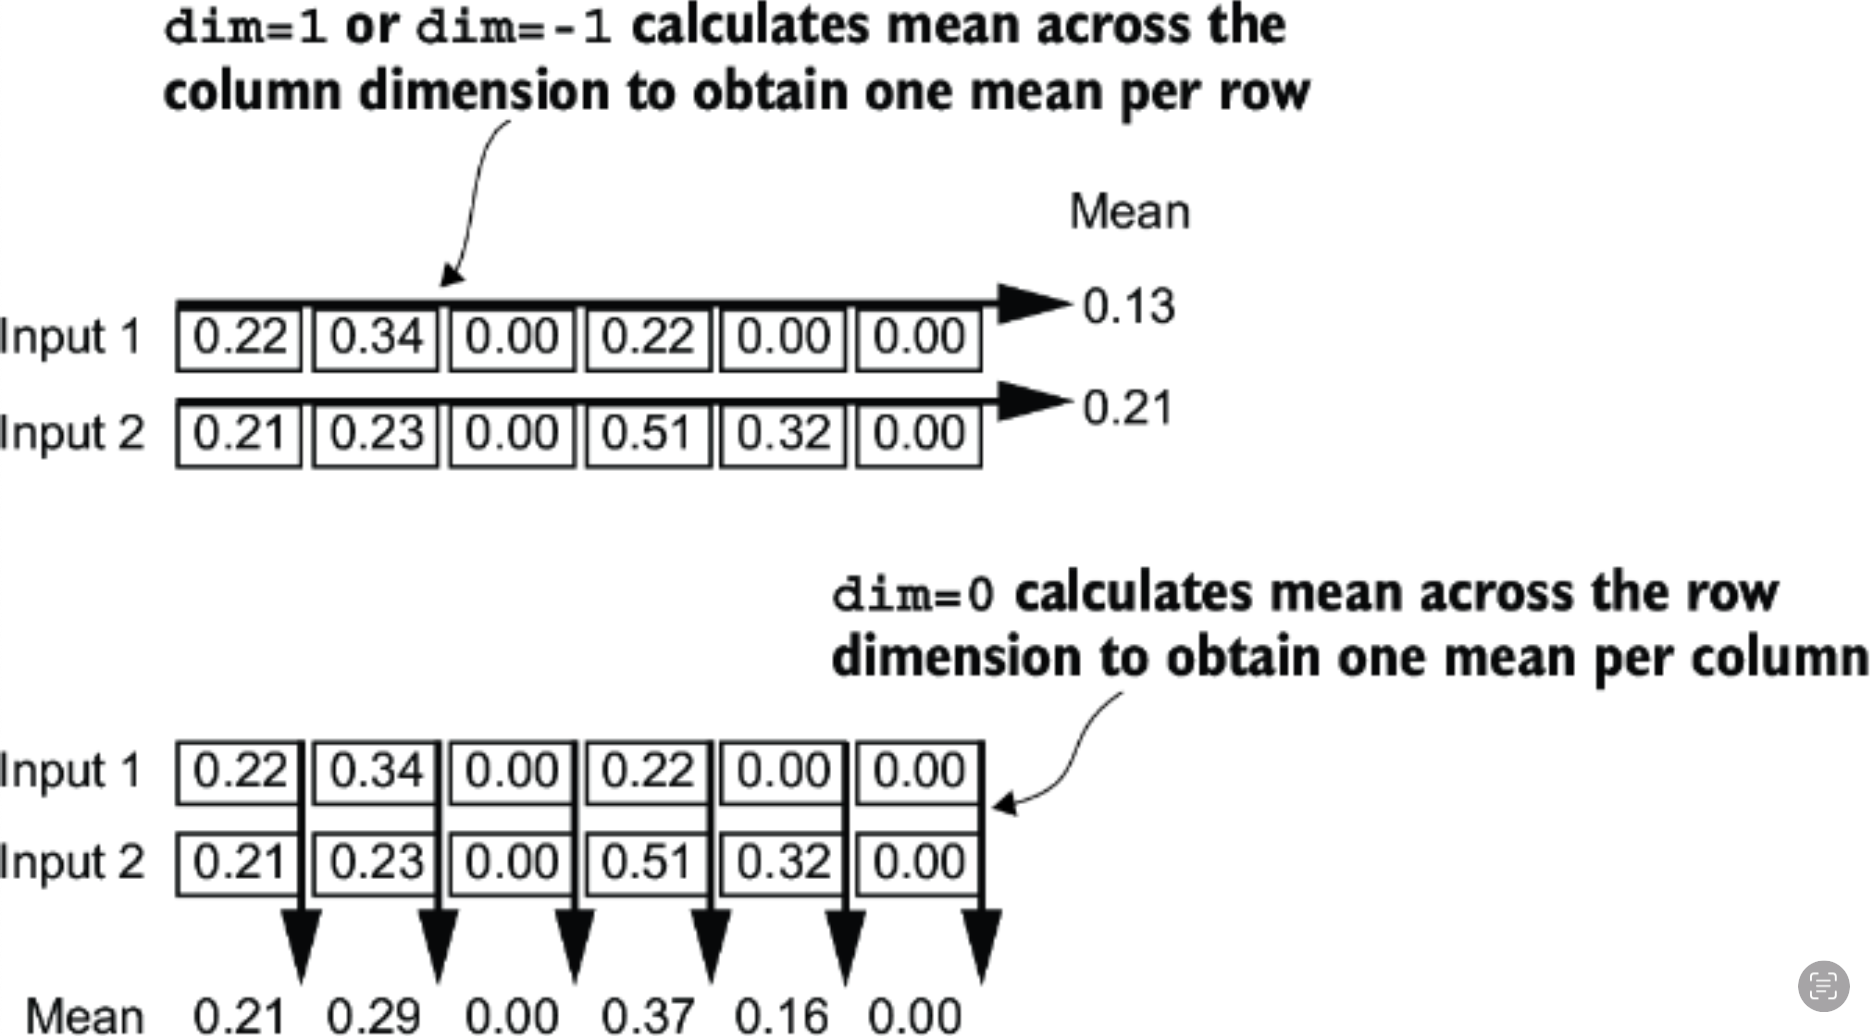 dim=1 or dim=-1 calculates mean across the
column dimension to obtain one mean per row
Mean
Input 1 0.22 0.34 0.00 0.22 0.00 0.00 0.13
Input 2 0.21 0.23 0.00 0.51 0.32 0.00 0.21
dim=0 calculates mean across the row
dimension to obtain one mean per column
Input 1 0.22 0.34 0.00 0.22 0.00 0.00
Input 2 0.21 0.23 0.00 0.51 0.32 0.00
Mean 0.21 0.29 0.00 0.37 0.16 0.00